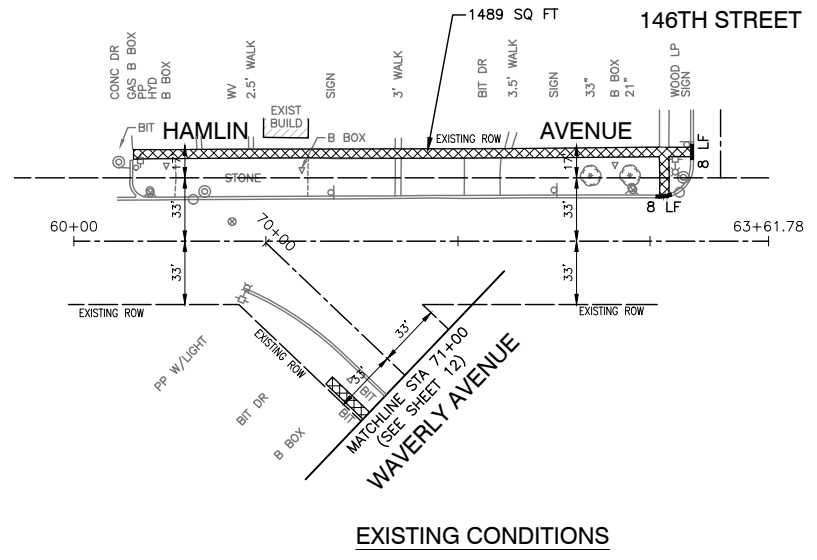 1489 SQ FT
146TH STREET
CONC DR
GAS B BOX
PP
HYD
B BOX
WV
2.5' WALK
SIGN
3' WALK
BIT DR
3.5' WALK
SIGN
33"
B BOX
21"
WOOD LP
SIGN
EXIST
BUILD
BIT
HAMLIN
B BOX
EXISTING ROW
AVENUE
8 LF
17'
17'
STONE
8 LF
33'
33'
60+00
70+00
63+61.78
33'
33'
EXISTING ROW
EXISTING ROW
33'
EXISTING ROW
33'
PP W/LIGHT
BIT
BIT DR
BIT
B BOX
MATCHLINE STA 71+00
(SEE SHEET 12)
WAVERLY AVENUE
EXISTING CONDITIONS